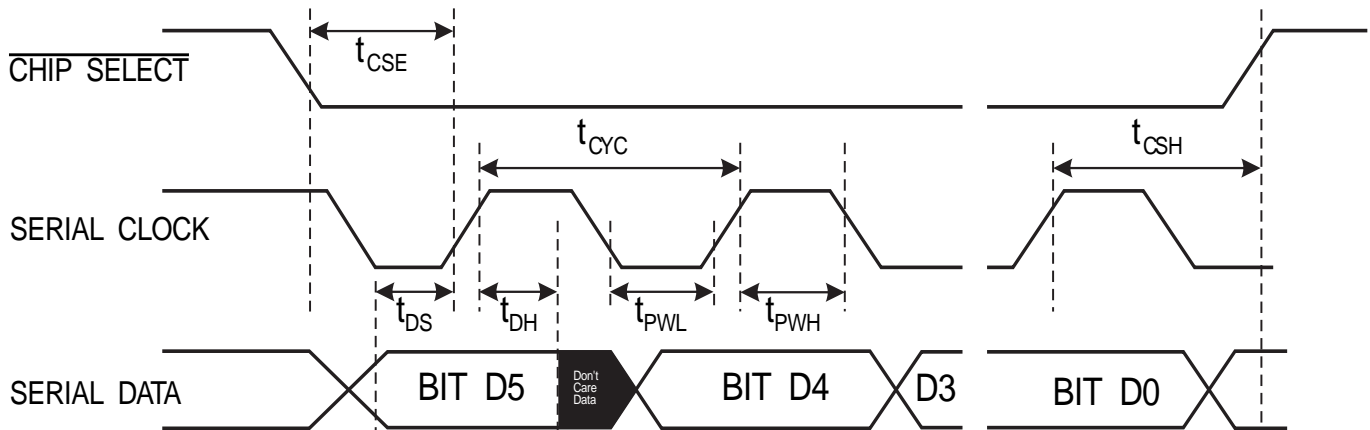 CHIP SELECT
tCSE
tCYC
tCSH
SERIAL CLOCK
tDS
tDH
tPWL
tPWH
SERIAL DATA
BIT D5
Don't
Care
Data
BIT D4
D3
BIT D0